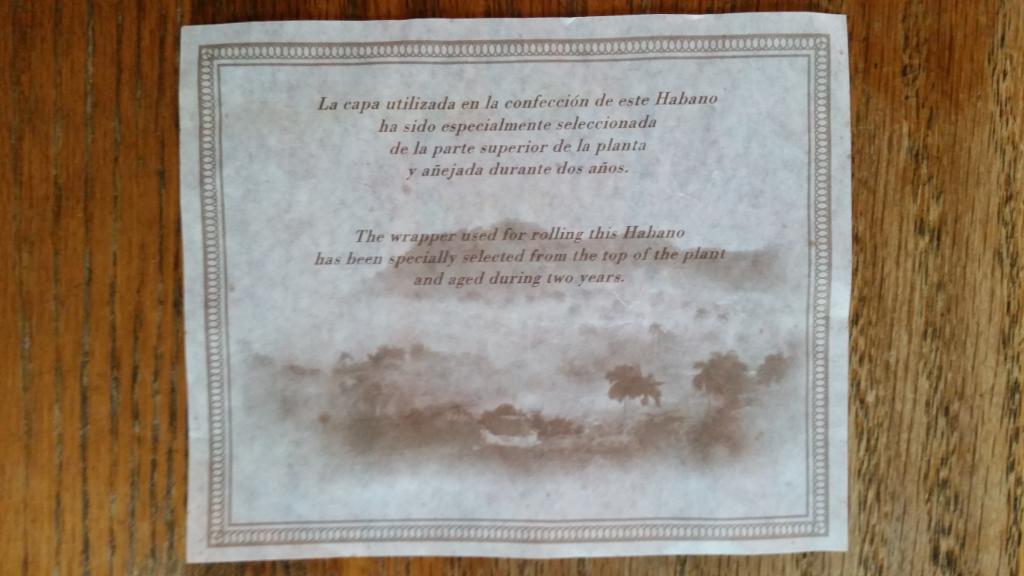 La capa utilizada en la confección de este Habano
ha sido especialmente seleccionada
de la parte superior de la planta
y añejada durante dos años.
The wrapper used for rolling this Habano
has been specially selected from the top of the plant
and aged during two years.